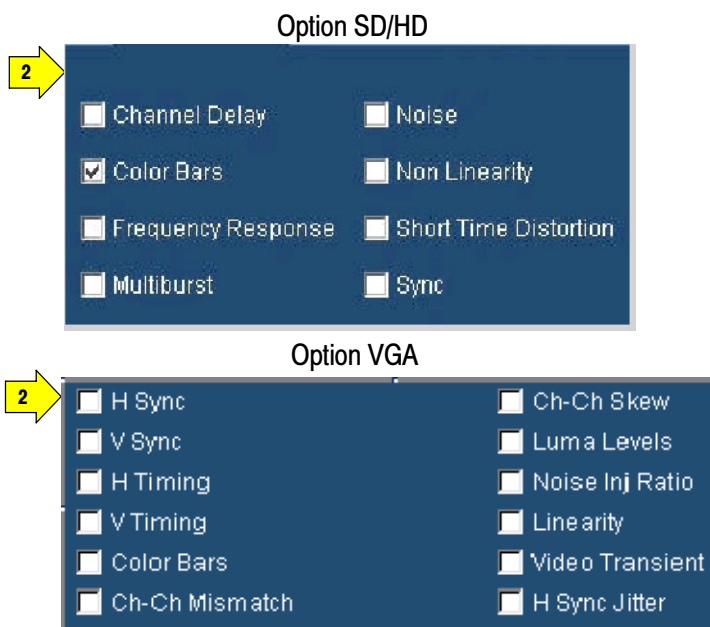 Option SD/HD
2
Channel Delay
Noise
Color Bars
Non Linearity
Frequency Response
Short Time Distortion
Multiburst
Sync
Option VGA
2
H Sync
Ch-Ch Skew
V Sync
Luma Levels
H Timing
Noise Inj Ratio
V Timing
Linearity
Color Bars
Video Transient
Ch-Ch Mismatch
H Sync Jitter